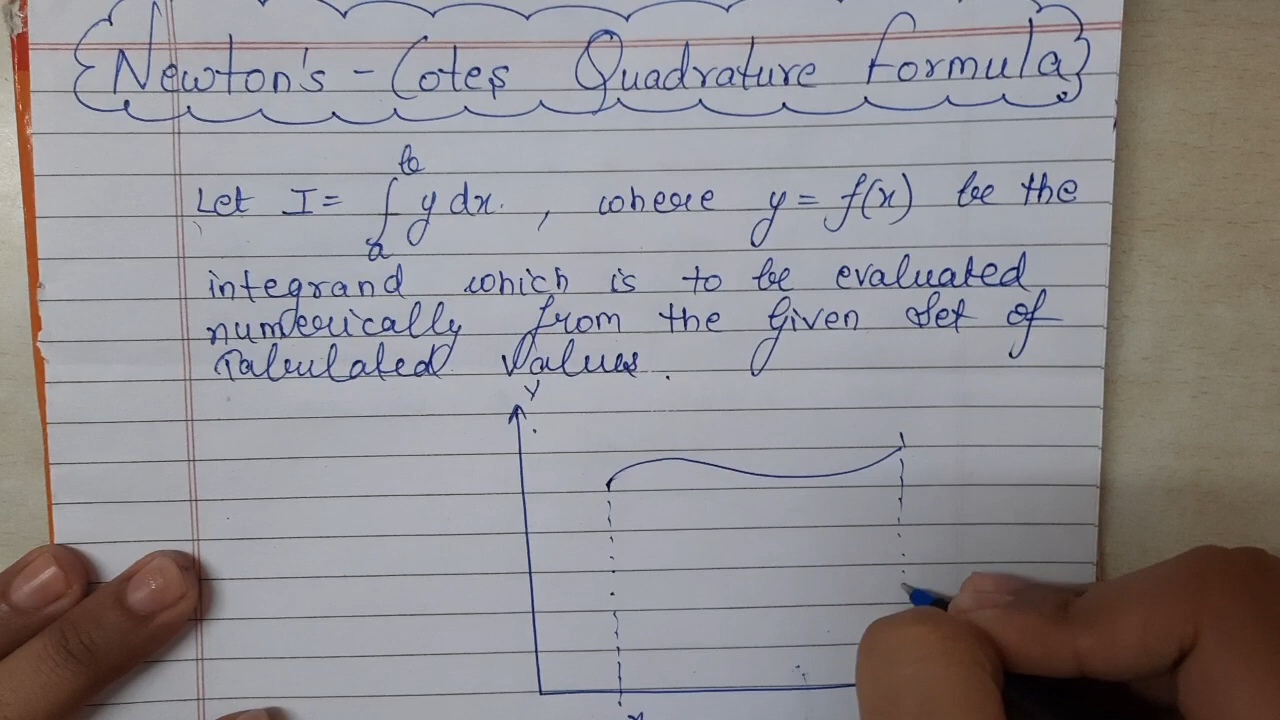 Newton's - Cotes Quadrature Formula
Let I = ∫ₐᵇ y dx. , where y = f(x) be the
integrand which is to be evaluated
numerically from the given set of
Tabulated Values.
Y